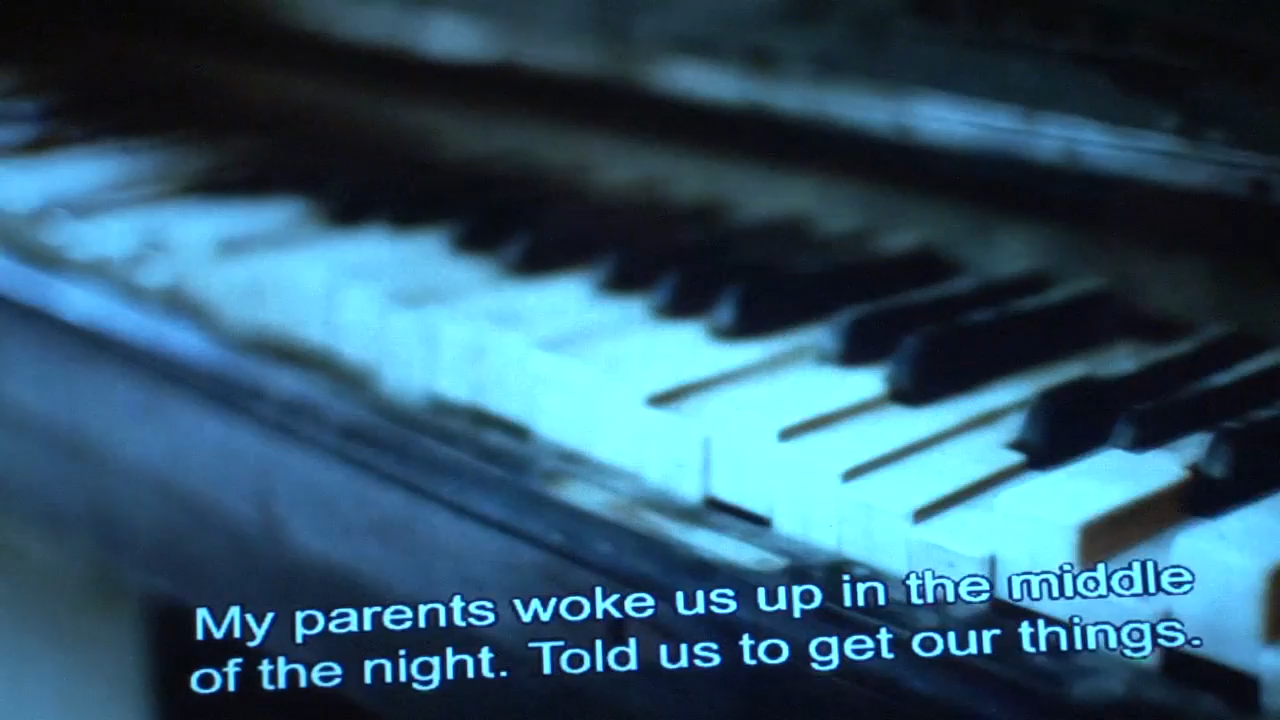 My parents woke us up in the middle
of the night. Told us to get our things.